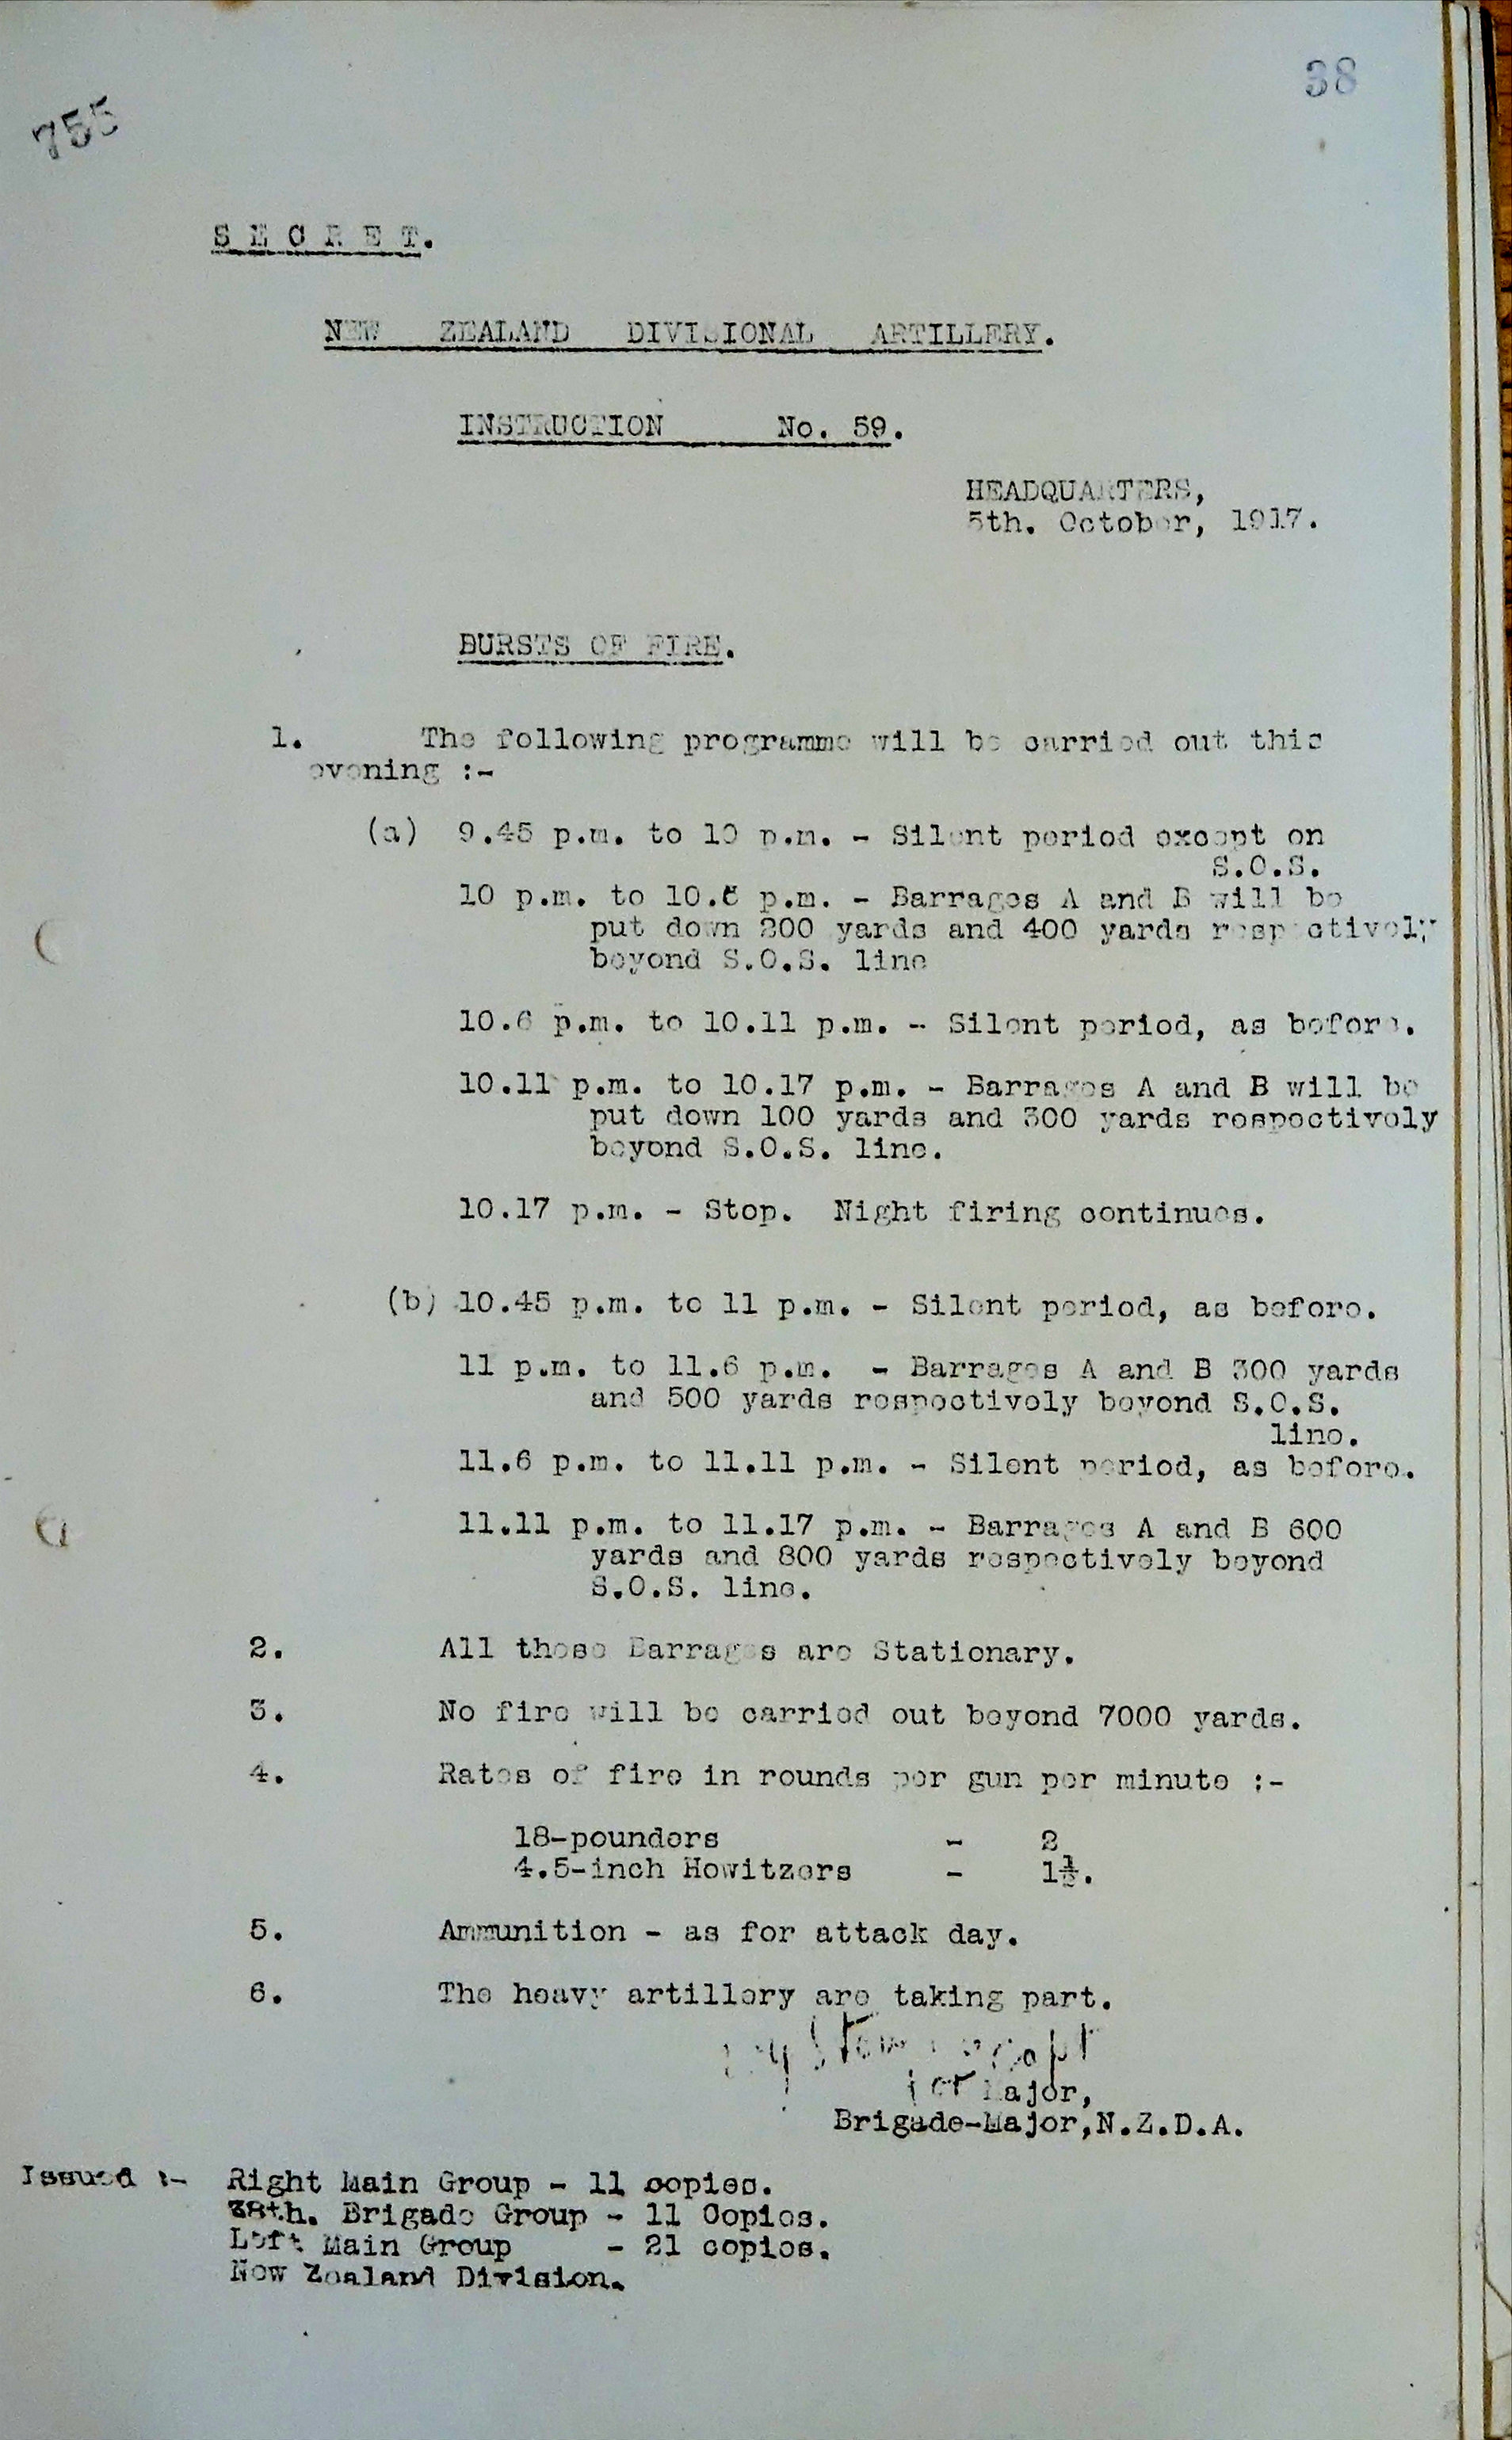 38
755
S E C R E T.
NEW ZEALAND DIVISIONAL ARTILLERY.
INSTRUCTION No. 59.
HEADQUARTERS,
5th. October, 1917.
BURSTS OF FIRE.
1. The following programme will be carried out this
evening :-
(a) 9.45 p.m. to 10 p.m. - Silent period except on
S.O.S.
10 p.m. to 10.6 p.m. - Barrages A and B will be
put down 200 yards and 400 yards respectively
beyond S.O.S. line
10.6 p.m. to 10.11 p.m. - Silent period, as before.
10.11 p.m. to 10.17 p.m. - Barrages A and B will be
put down 100 yards and 300 yards respectively
beyond S.O.S. line.
10.17 p.m. - Stop. Night firing continues.
(b) 10.45 p.m. to 11 p.m. - Silent period, as before.
11 p.m. to 11.6 p.m. - Barrages A and B 300 yards
and 500 yards respectively beyond S.O.S.
line.
11.6 p.m. to 11.11 p.m. - Silent period, as before.
11.11 p.m. to 11.17 p.m. - Barrages A and B 600
yards and 800 yards respectively beyond
S.O.S. line.
2. All these Barrages are Stationary.
3. No fire will be carried out beyond 7000 yards.
4. Rates of fire in rounds per gun per minute :-
18-pounders - 2
4.5-inch Howitzers - 1½.
5. Ammunition - as for attack day.
6. The heavy artillery are taking part.
Capt
for Major,
Brigade-Major,N.Z.D.A.
Issued :- Right Main Group - 11 copies.
38th. Brigade Group - 11 Copies.
Left Main Group - 21 copies.
New Zealand Division.